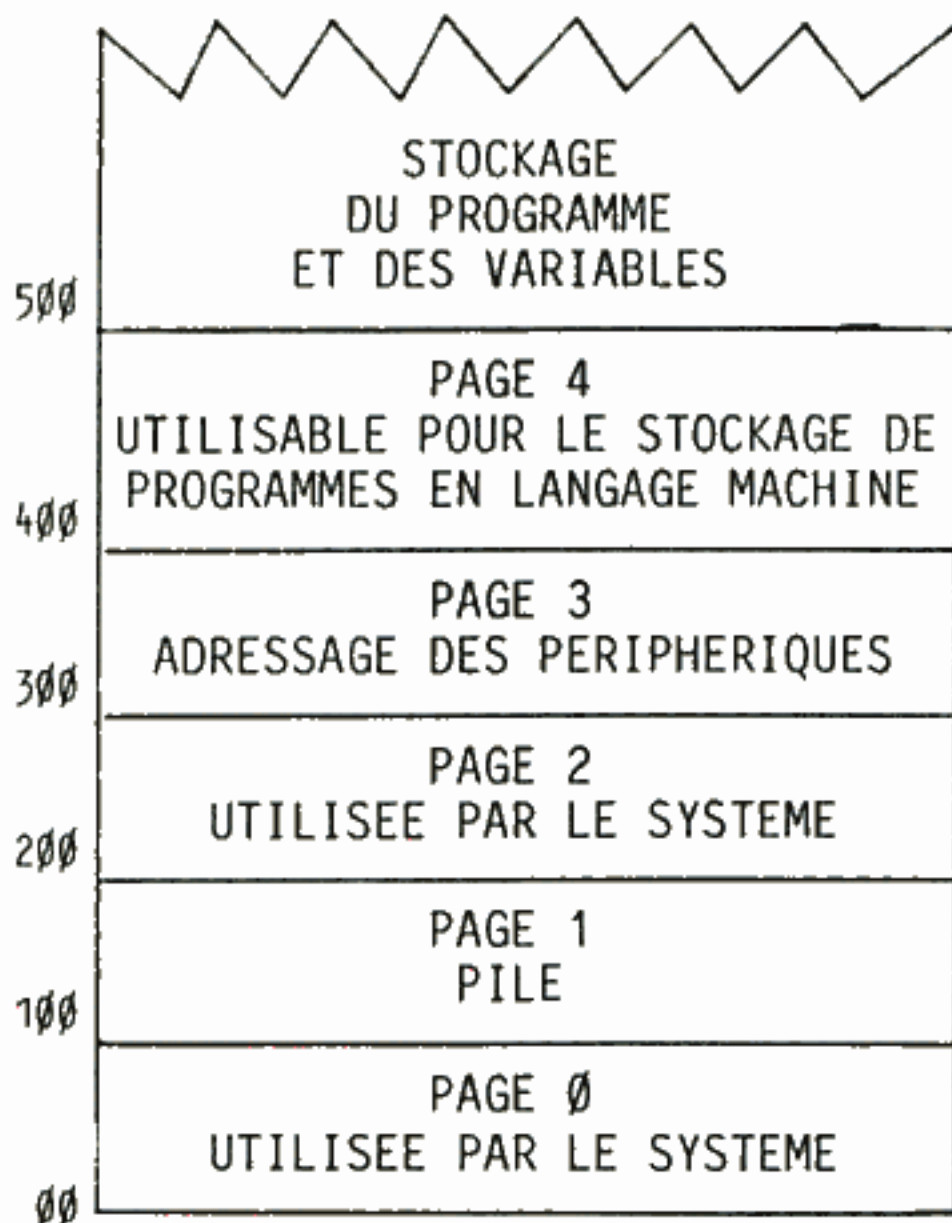 STOCKAGE
DU PROGRAMME
ET DES VARIABLES
5ØØ
PAGE 4
UTILISABLE POUR LE STOCKAGE DE
PROGRAMMES EN LANGAGE MACHINE
4ØØ
PAGE 3
ADRESSAGE DES PERIPHERIQUES
3ØØ
PAGE 2
UTILISEE PAR LE SYSTEME
2ØØ
PAGE 1
PILE
1ØØ
PAGE Ø
UTILISEE PAR LE SYSTEME
ØØ